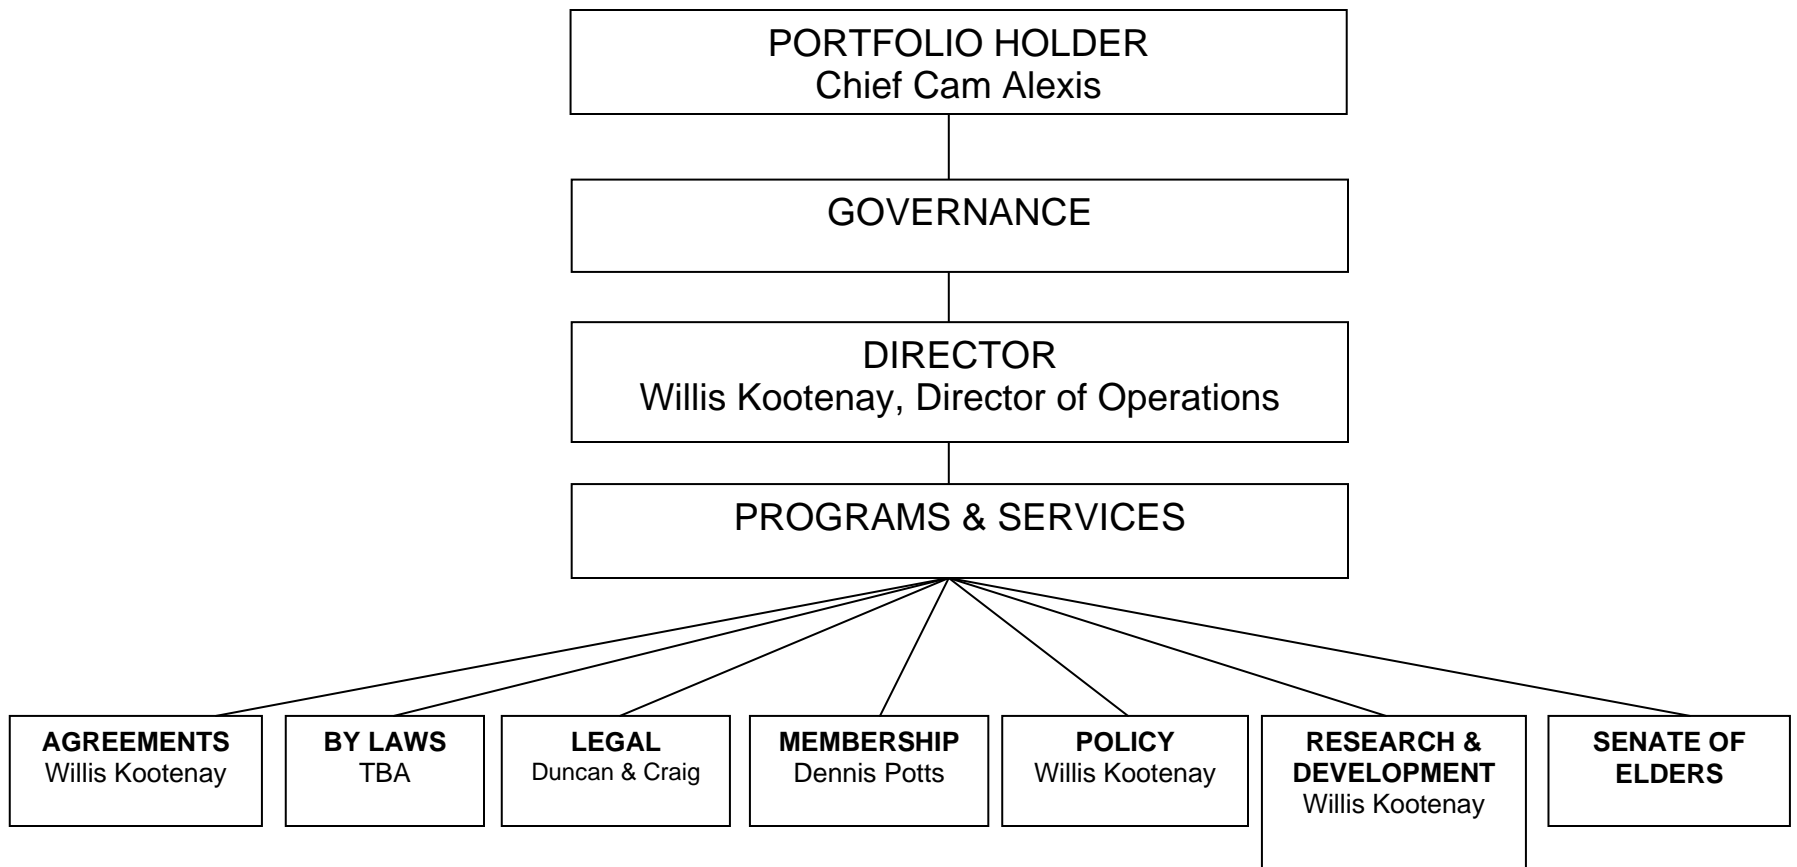 PORTFOLIO HOLDER
Chief Cam Alexis
GOVERNANCE
DIRECTOR
Willis Kootenay, Director of Operations
PROGRAMS & SERVICES
AGREEMENTS
Willis Kootenay
BY LAWS
TBA
LEGAL
Duncan & Craig
MEMBERSHIP
Dennis Potts
POLICY
Willis Kootenay
RESEARCH &
DEVELOPMENT
Willis Kootenay
SENATE OF
ELDERS